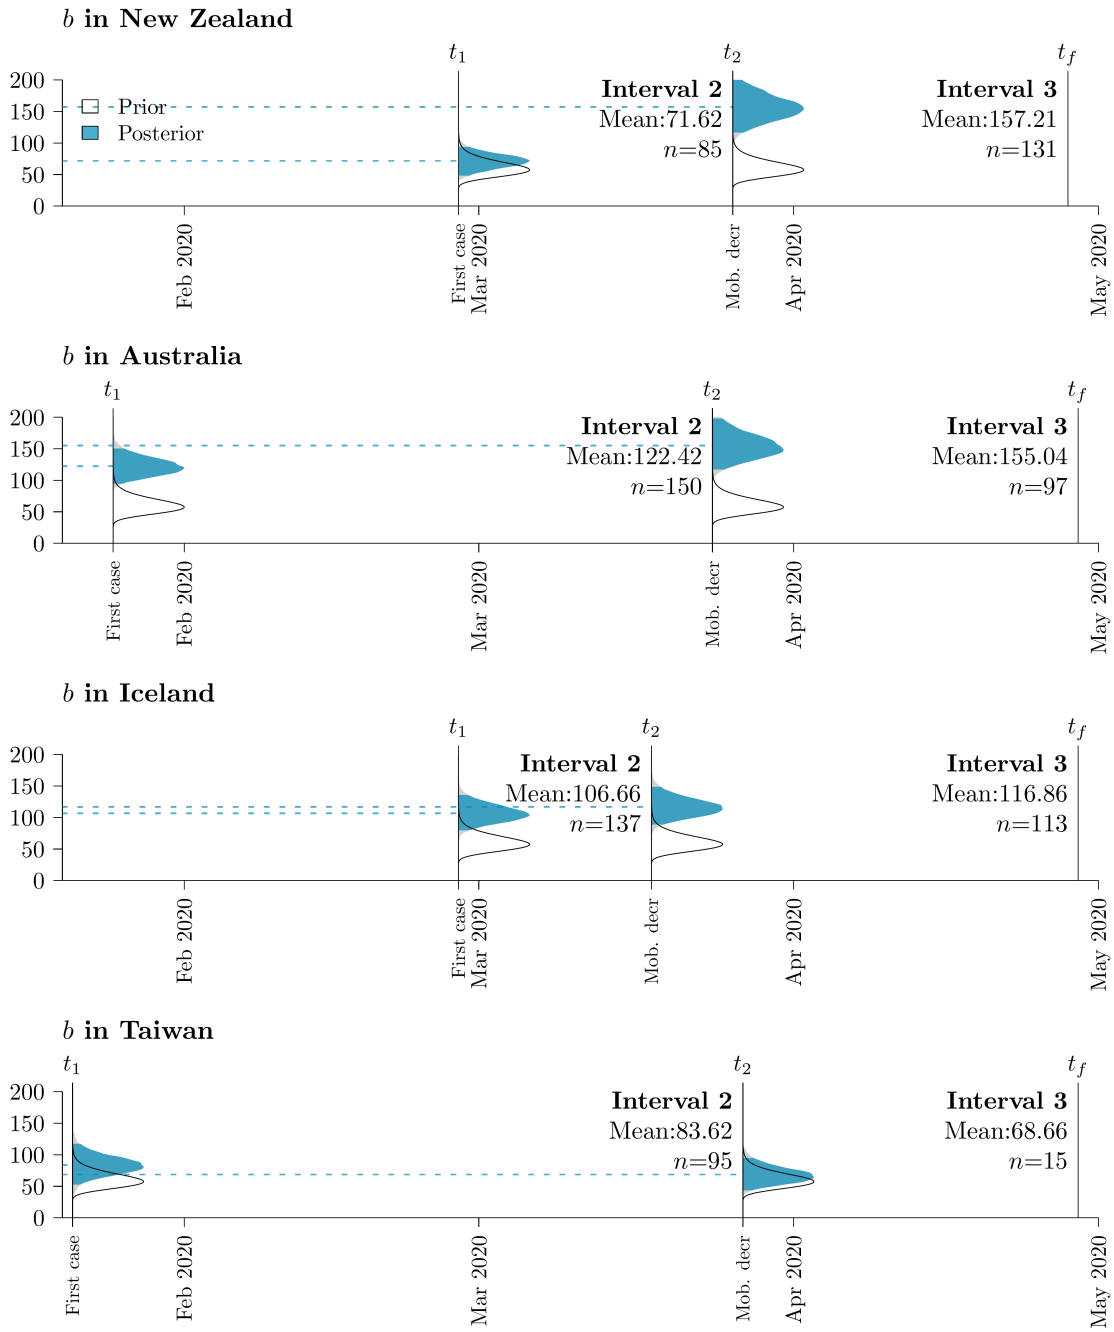 b in New Zealand
t1 t2 tf
200 Interval 2 Interval 3
150 Prior Mean:71.62 Mean:157.21
Posterior
100 n=85 n=131
50
0
Feb 2020 First case Mar 2020 Mob. decr Apr 2020 May 2020
b in Australia
t1 t2 tf
200 Interval 2 Interval 3
150 Mean:122.42 Mean:155.04
100 n=150 n=97
50
0
First case Feb 2020 Mar 2020 Mob. decr Apr 2020 May 2020
b in Iceland
t1 t2 tf
200 Interval 2 Interval 3
150 Mean:106.66 Mean:116.86
100 n=137 n=113
50
0
Feb 2020 First case Mar 2020 Mob. decr Apr 2020 May 2020
b in Taiwan
t1 t2 tf
200 Interval 2 Interval 3
150 Mean:83.62 Mean:68.66
100 n=95 n=15
50
0
First case Feb 2020 Mar 2020 Mob. decr Apr 2020 May 2020